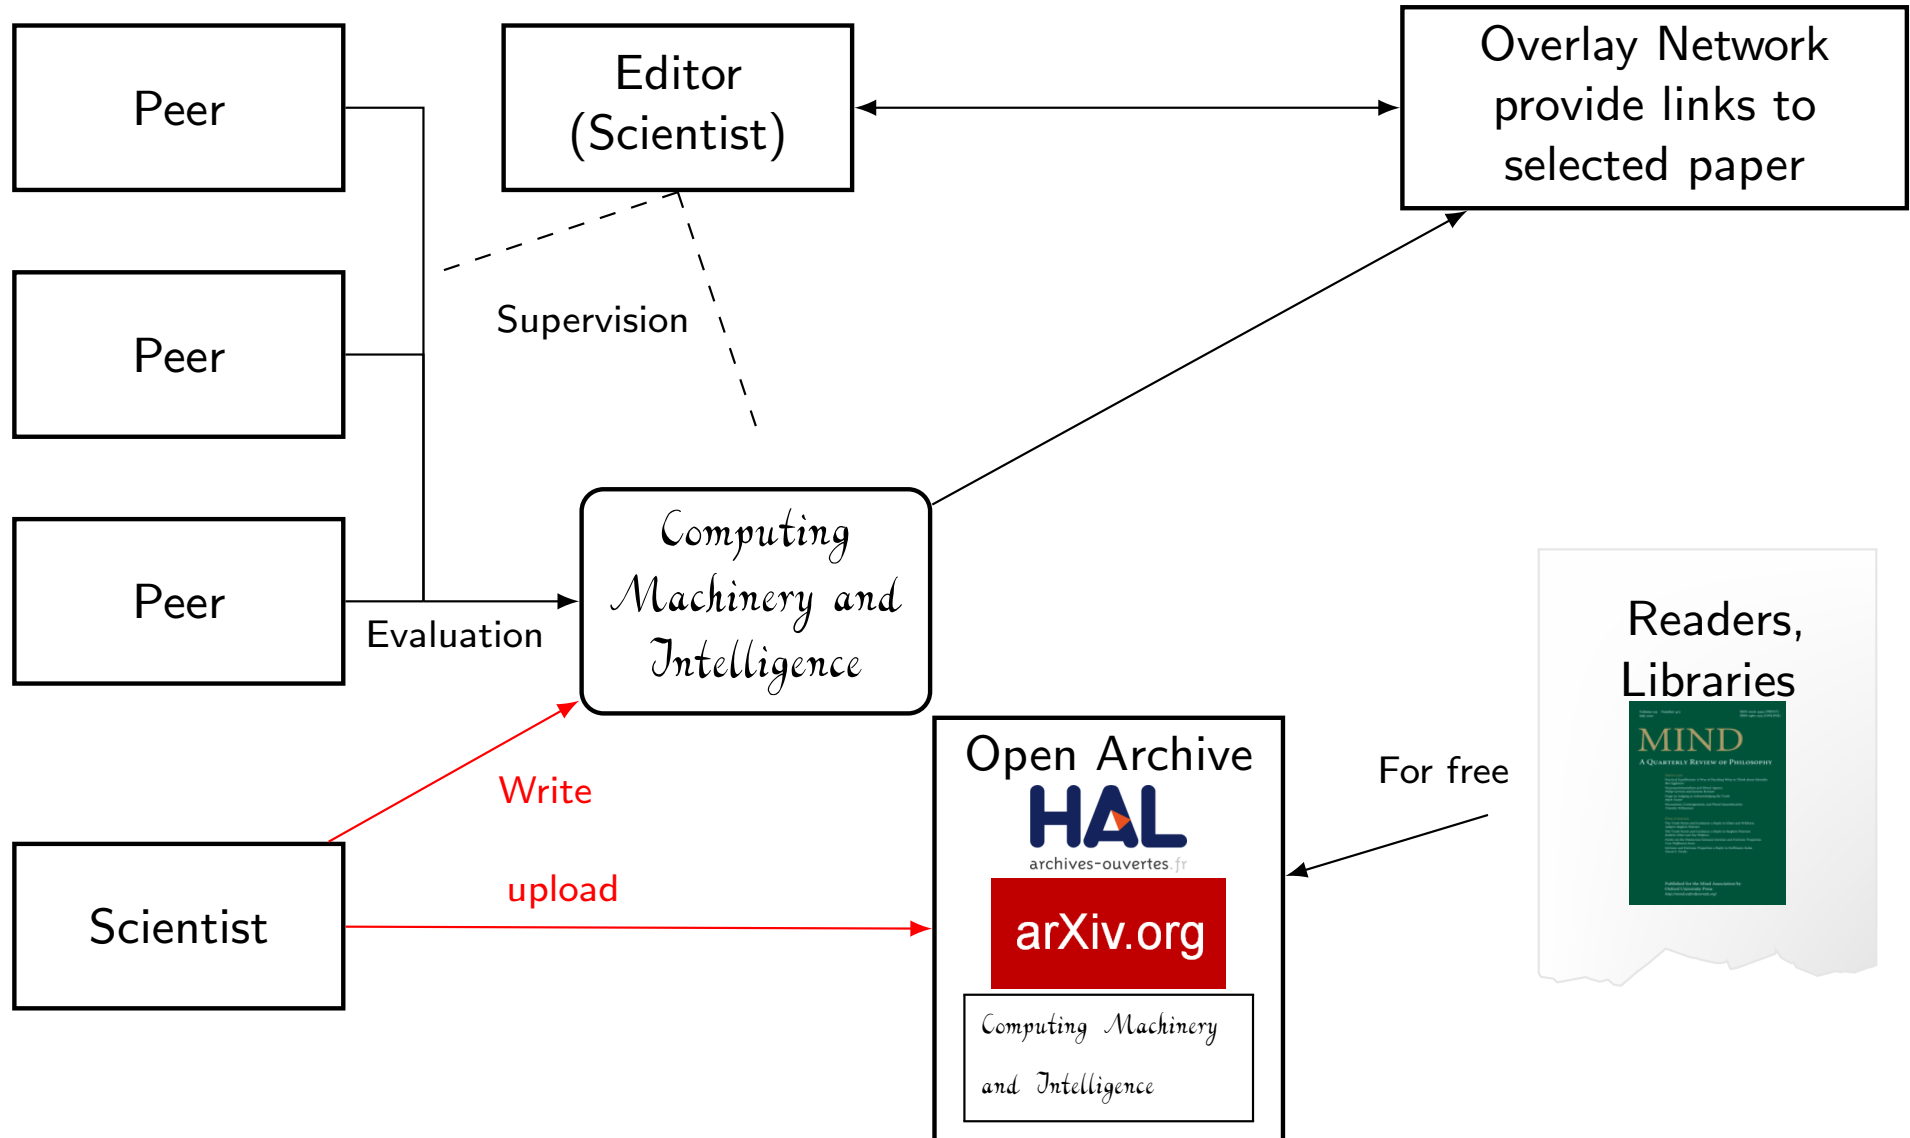 Peer
Editor
(Scientist)
Overlay Network
provide links to
selected paper
Peer
Supervision
Peer
Evaluation
Computing
Machinery and
Intelligence
Readers,
Libraries
MIND
A Quarterly Review of Philosophy
Write
Open Archive
HAL
archives-ouvertes.fr
For free
upload
Scientist
arXiv.org
Computing Machinery
and Intelligence